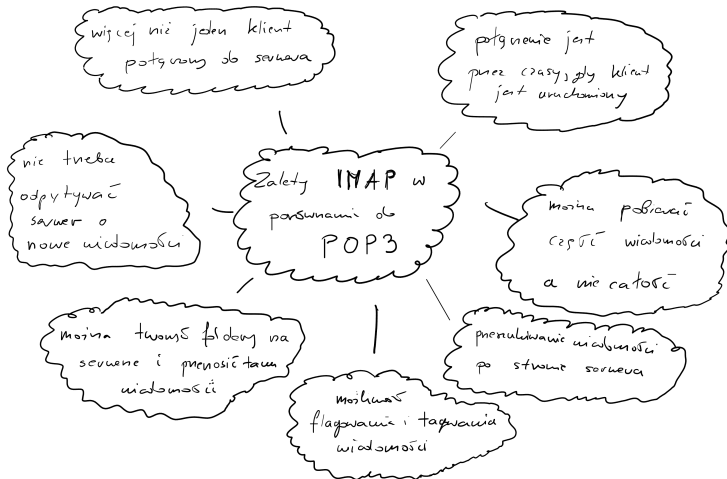 więcej niż jeden klient
połączony do serwera
połączenie jest
przez czas, gdy klient
jest uruchomiony
nie trzeba
odpytywać
serwer o
nowe wiadomości
Zalety IMAP w
porównaniu do
POP3
można pobierać
część wiadomości
a nie całość
można tworzyć foldery na
serwerze i przenosić tam
wiadomości
przeszukiwanie wiadomości
po stronie serwera
możliwość
flagowania i tagowania
wiadomości